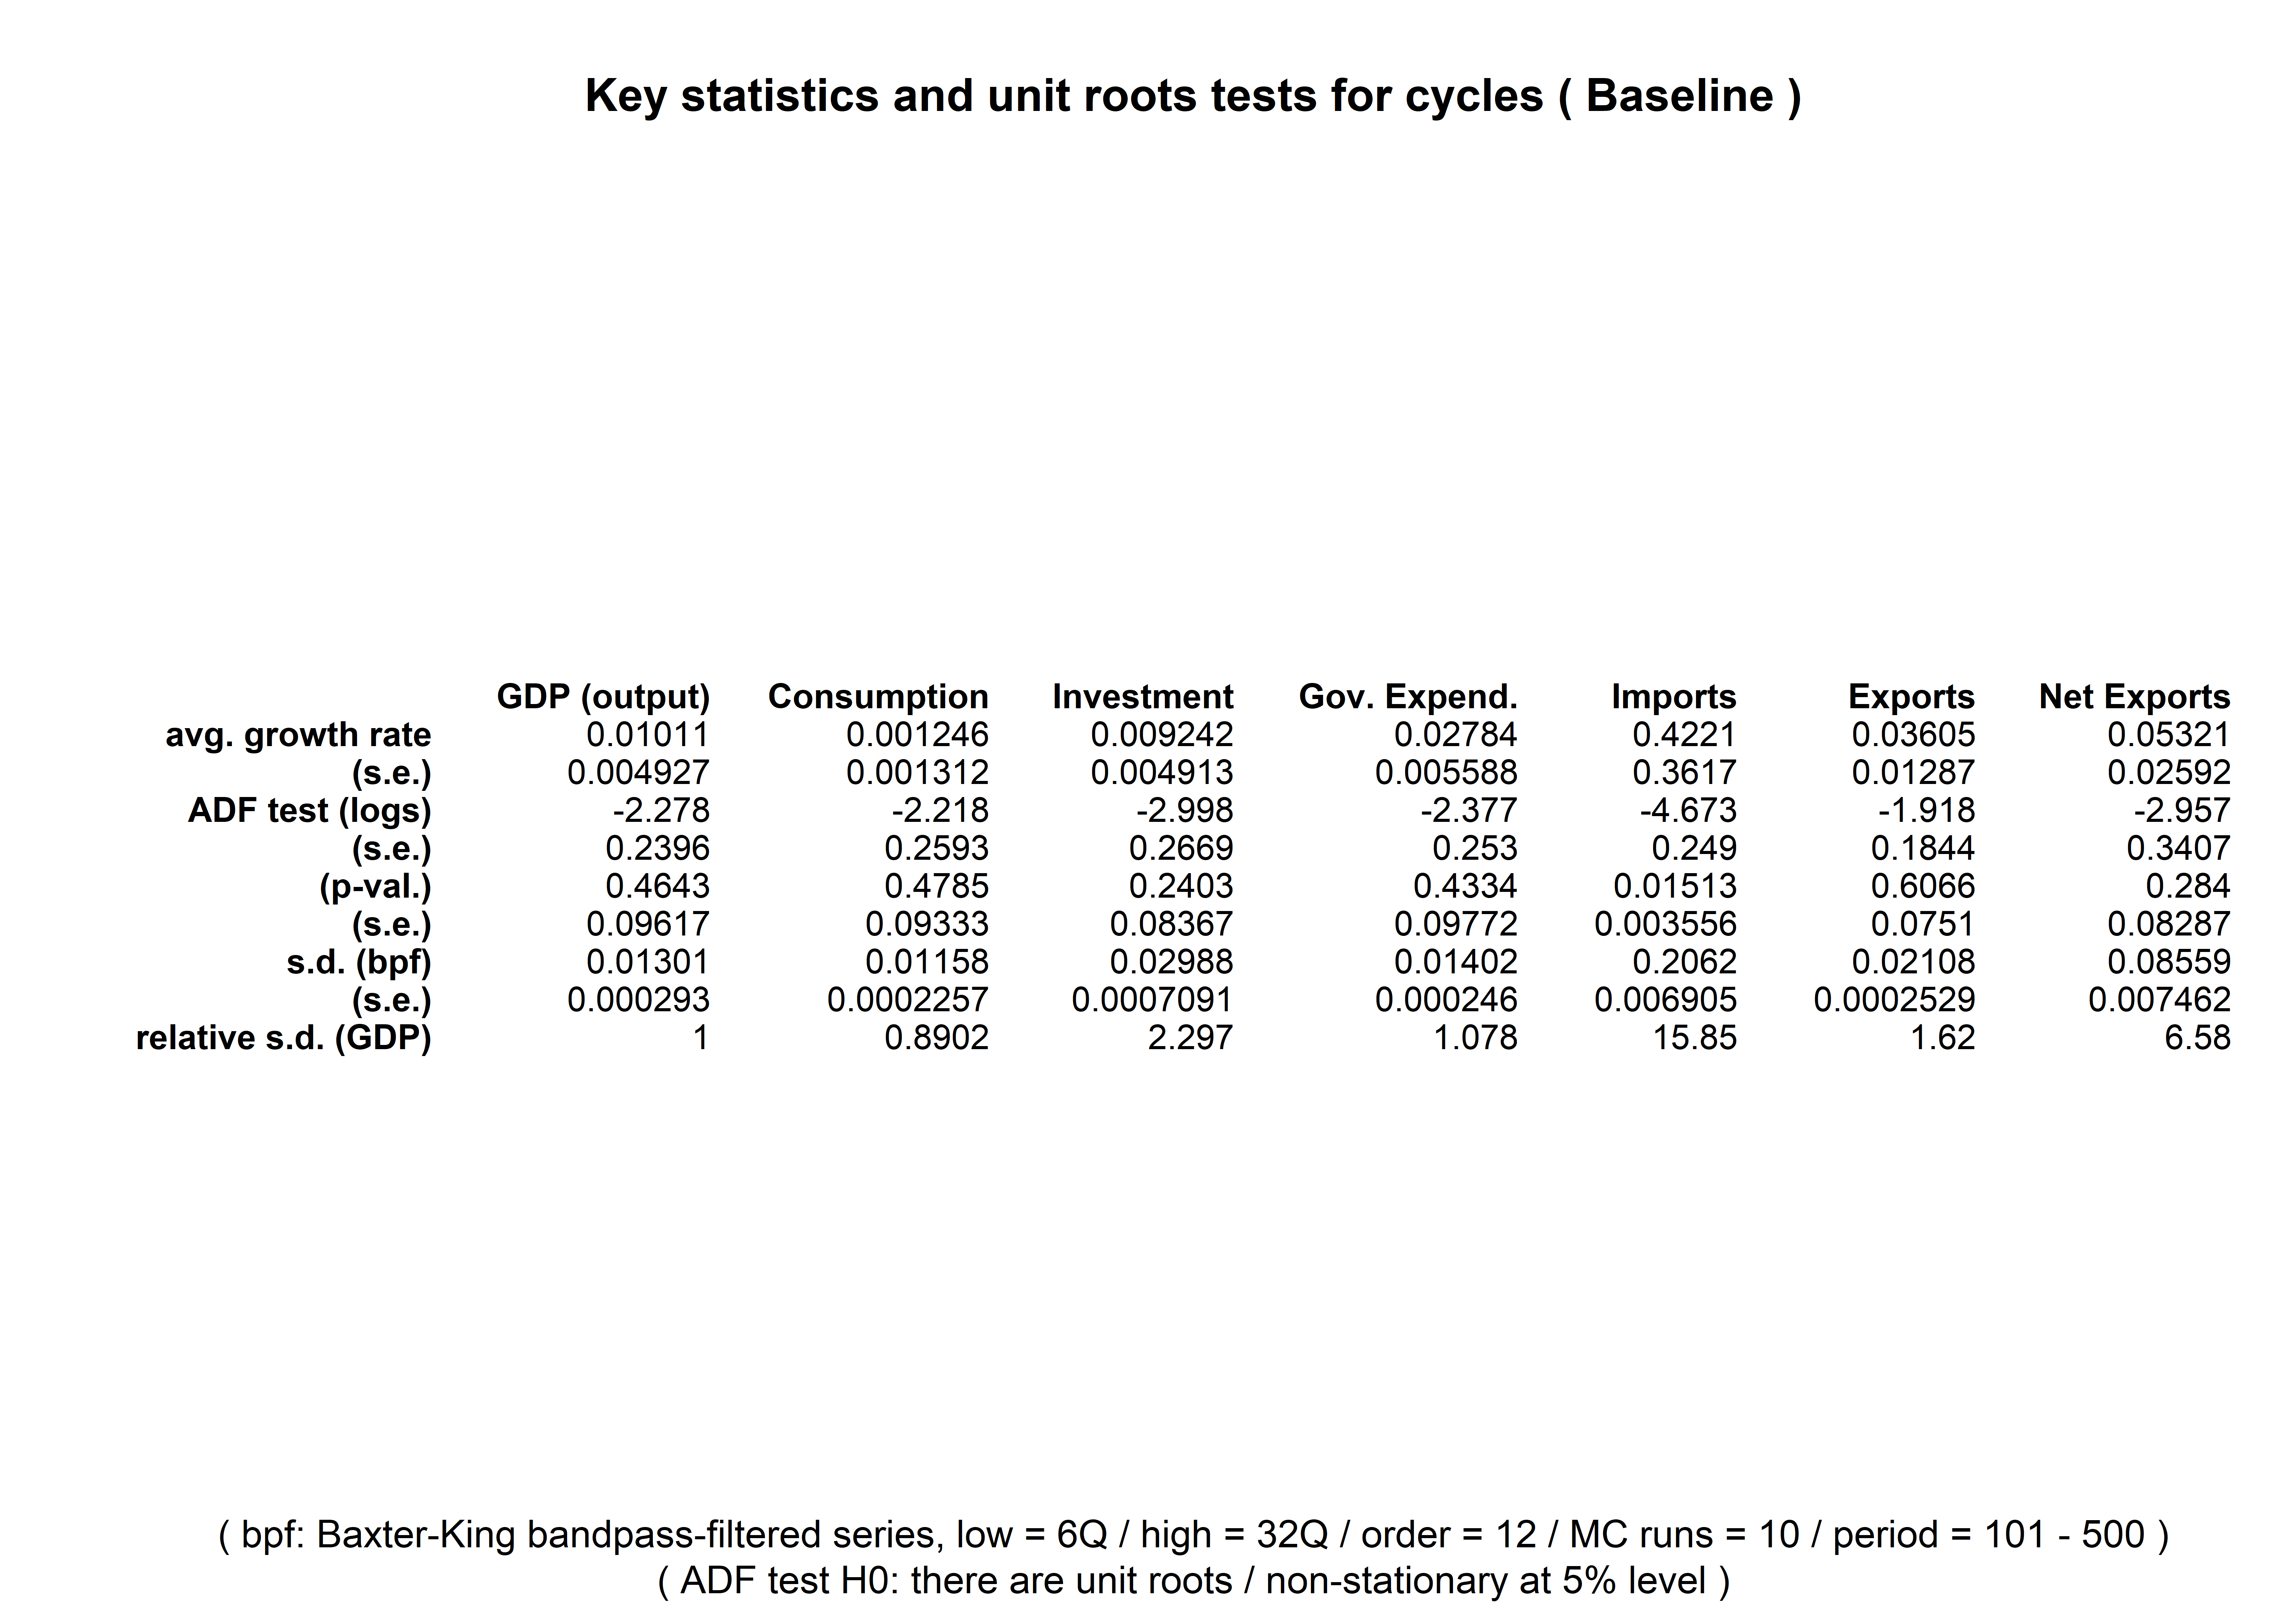 Key statistics and unit roots tests for cycles ( Baseline )
GDP (output) Consumption Investment Gov. Expend. Imports Exports Net Exports
avg. growth rate 0.01011 0.001246 0.009242 0.02784 0.4221 0.03605 0.05321
(s.e.) 0.004927 0.001312 0.004913 0.005588 0.3617 0.01287 0.02592
ADF test (logs) -2.278 -2.218 -2.998 -2.377 -4.673 -1.918 -2.957
(s.e.) 0.2396 0.2593 0.2669 0.253 0.249 0.1844 0.3407
(p-val.) 0.4643 0.4785 0.2403 0.4334 0.01513 0.6066 0.284
(s.e.) 0.09617 0.09333 0.08367 0.09772 0.003556 0.0751 0.08287
s.d. (bpf) 0.01301 0.01158 0.02988 0.01402 0.2062 0.02108 0.08559
(s.e.) 0.000293 0.0002257 0.0007091 0.000246 0.006905 0.0002529 0.007462
relative s.d. (GDP) 1 0.8902 2.297 1.078 15.85 1.62 6.58
( bpf: Baxter-King bandpass-filtered series, low = 6Q / high = 32Q / order = 12 / MC runs = 10 / period = 101 - 500 )
( ADF test H0: there are unit roots / non-stationary at 5% level )